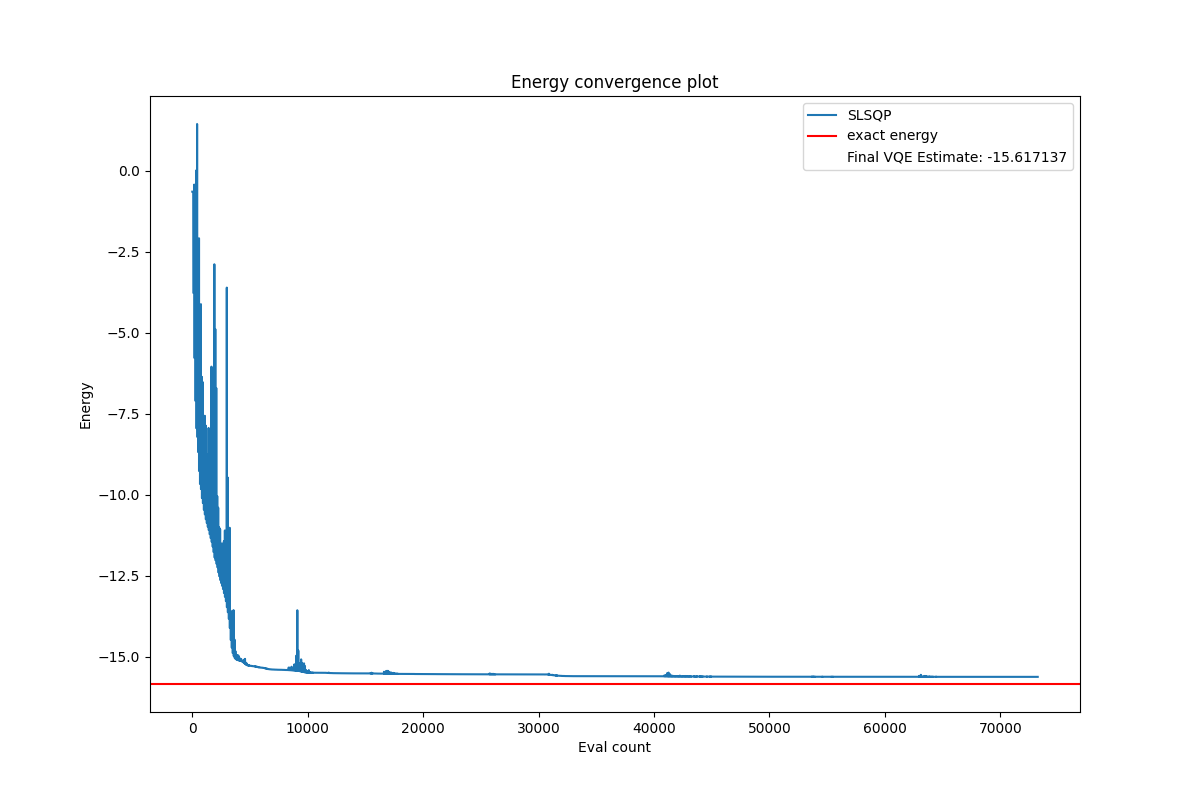 Energy convergence plot
SLSQP
exact energy
Final VQE Estimate: -15.617137
0.0
−2.5
−5.0
−7.5
−10.0
−12.5
−15.0
Energy
0 10000 20000 30000 40000 50000 60000 70000
Eval count